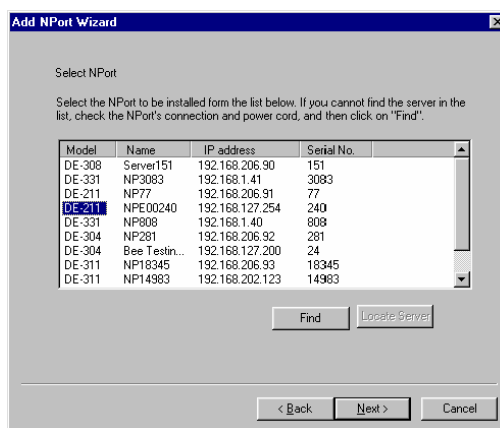 Add NPort Wizard
Select NPort
Select the NPort to be installed form the list below. If you cannot find the server in the
list, check the NPort's connection and power cord, and then click on "Find".
Model Name IP address Serial No.
DE-308 Server151 192.168.206.90 151
DE-331 NP3083 192.168.1.41 3083
DE-211 NP77 192.168.206.91 77
DE-211 NPE00240 192.168.127.254 240
DE-331 NP808 192.168.1.40 808
DE-304 NP281 192.168.206.92 281
DE-304 Bee Testin... 192.168.127.200 24
DE-311 NP18345 192.168.206.93 18345
DE-311 NP14983 192.168.202.123 14983
Find Locate Server
< Back Next > Cancel